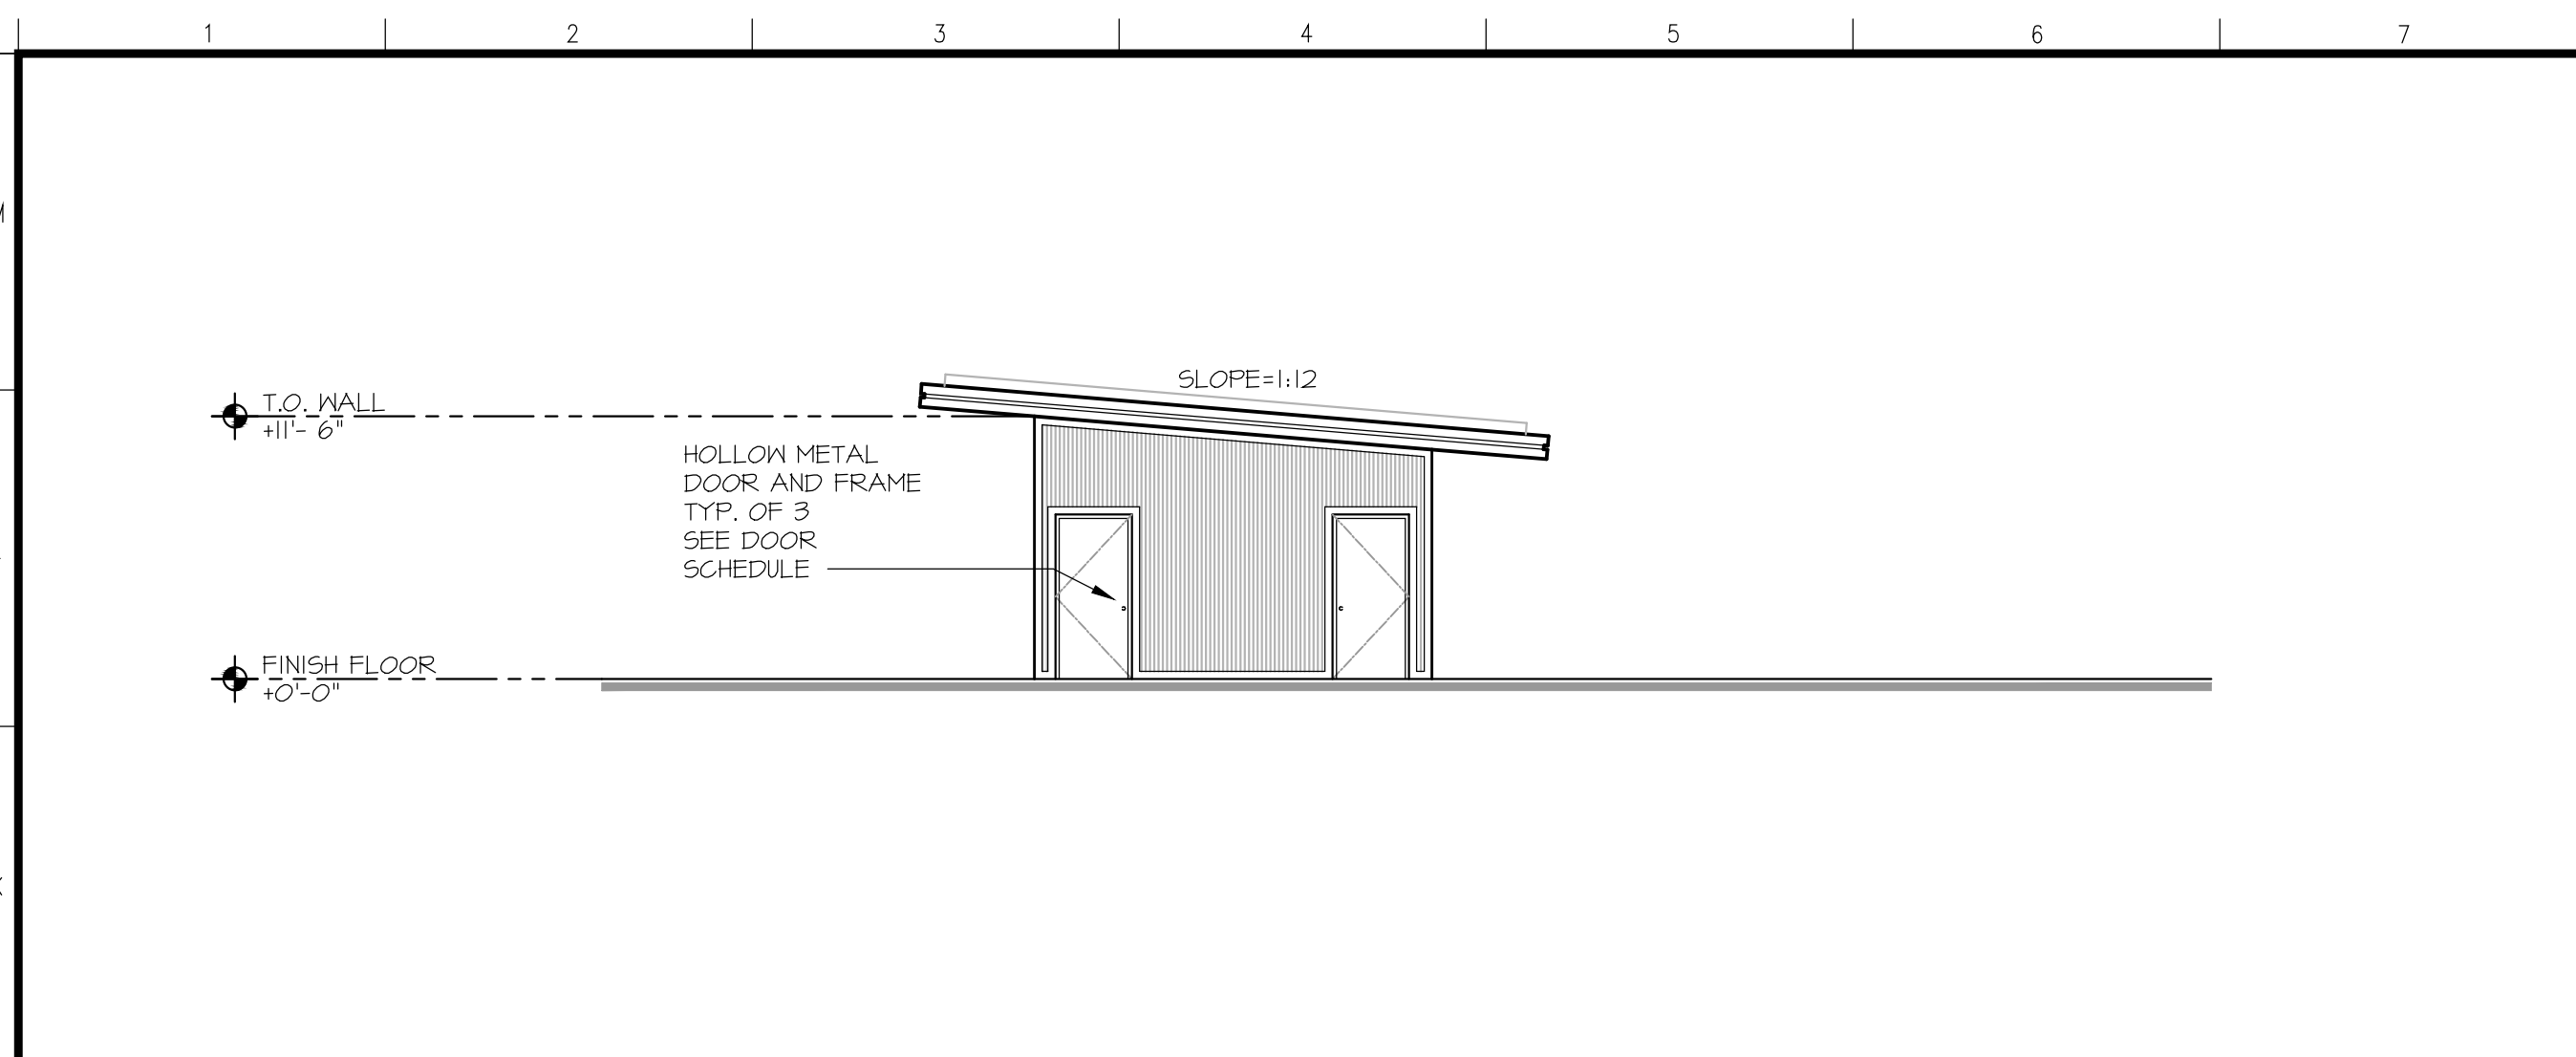 1 2 3 4 5 6 7
M
SLOPE=1:12
T.O. WALL
+11'- 6"
HOLLOW METAL
DOOR AND FRAME
TYP. OF 3
SEE DOOR
SCHEDULE
FINISH FLOOR
+0'-0"